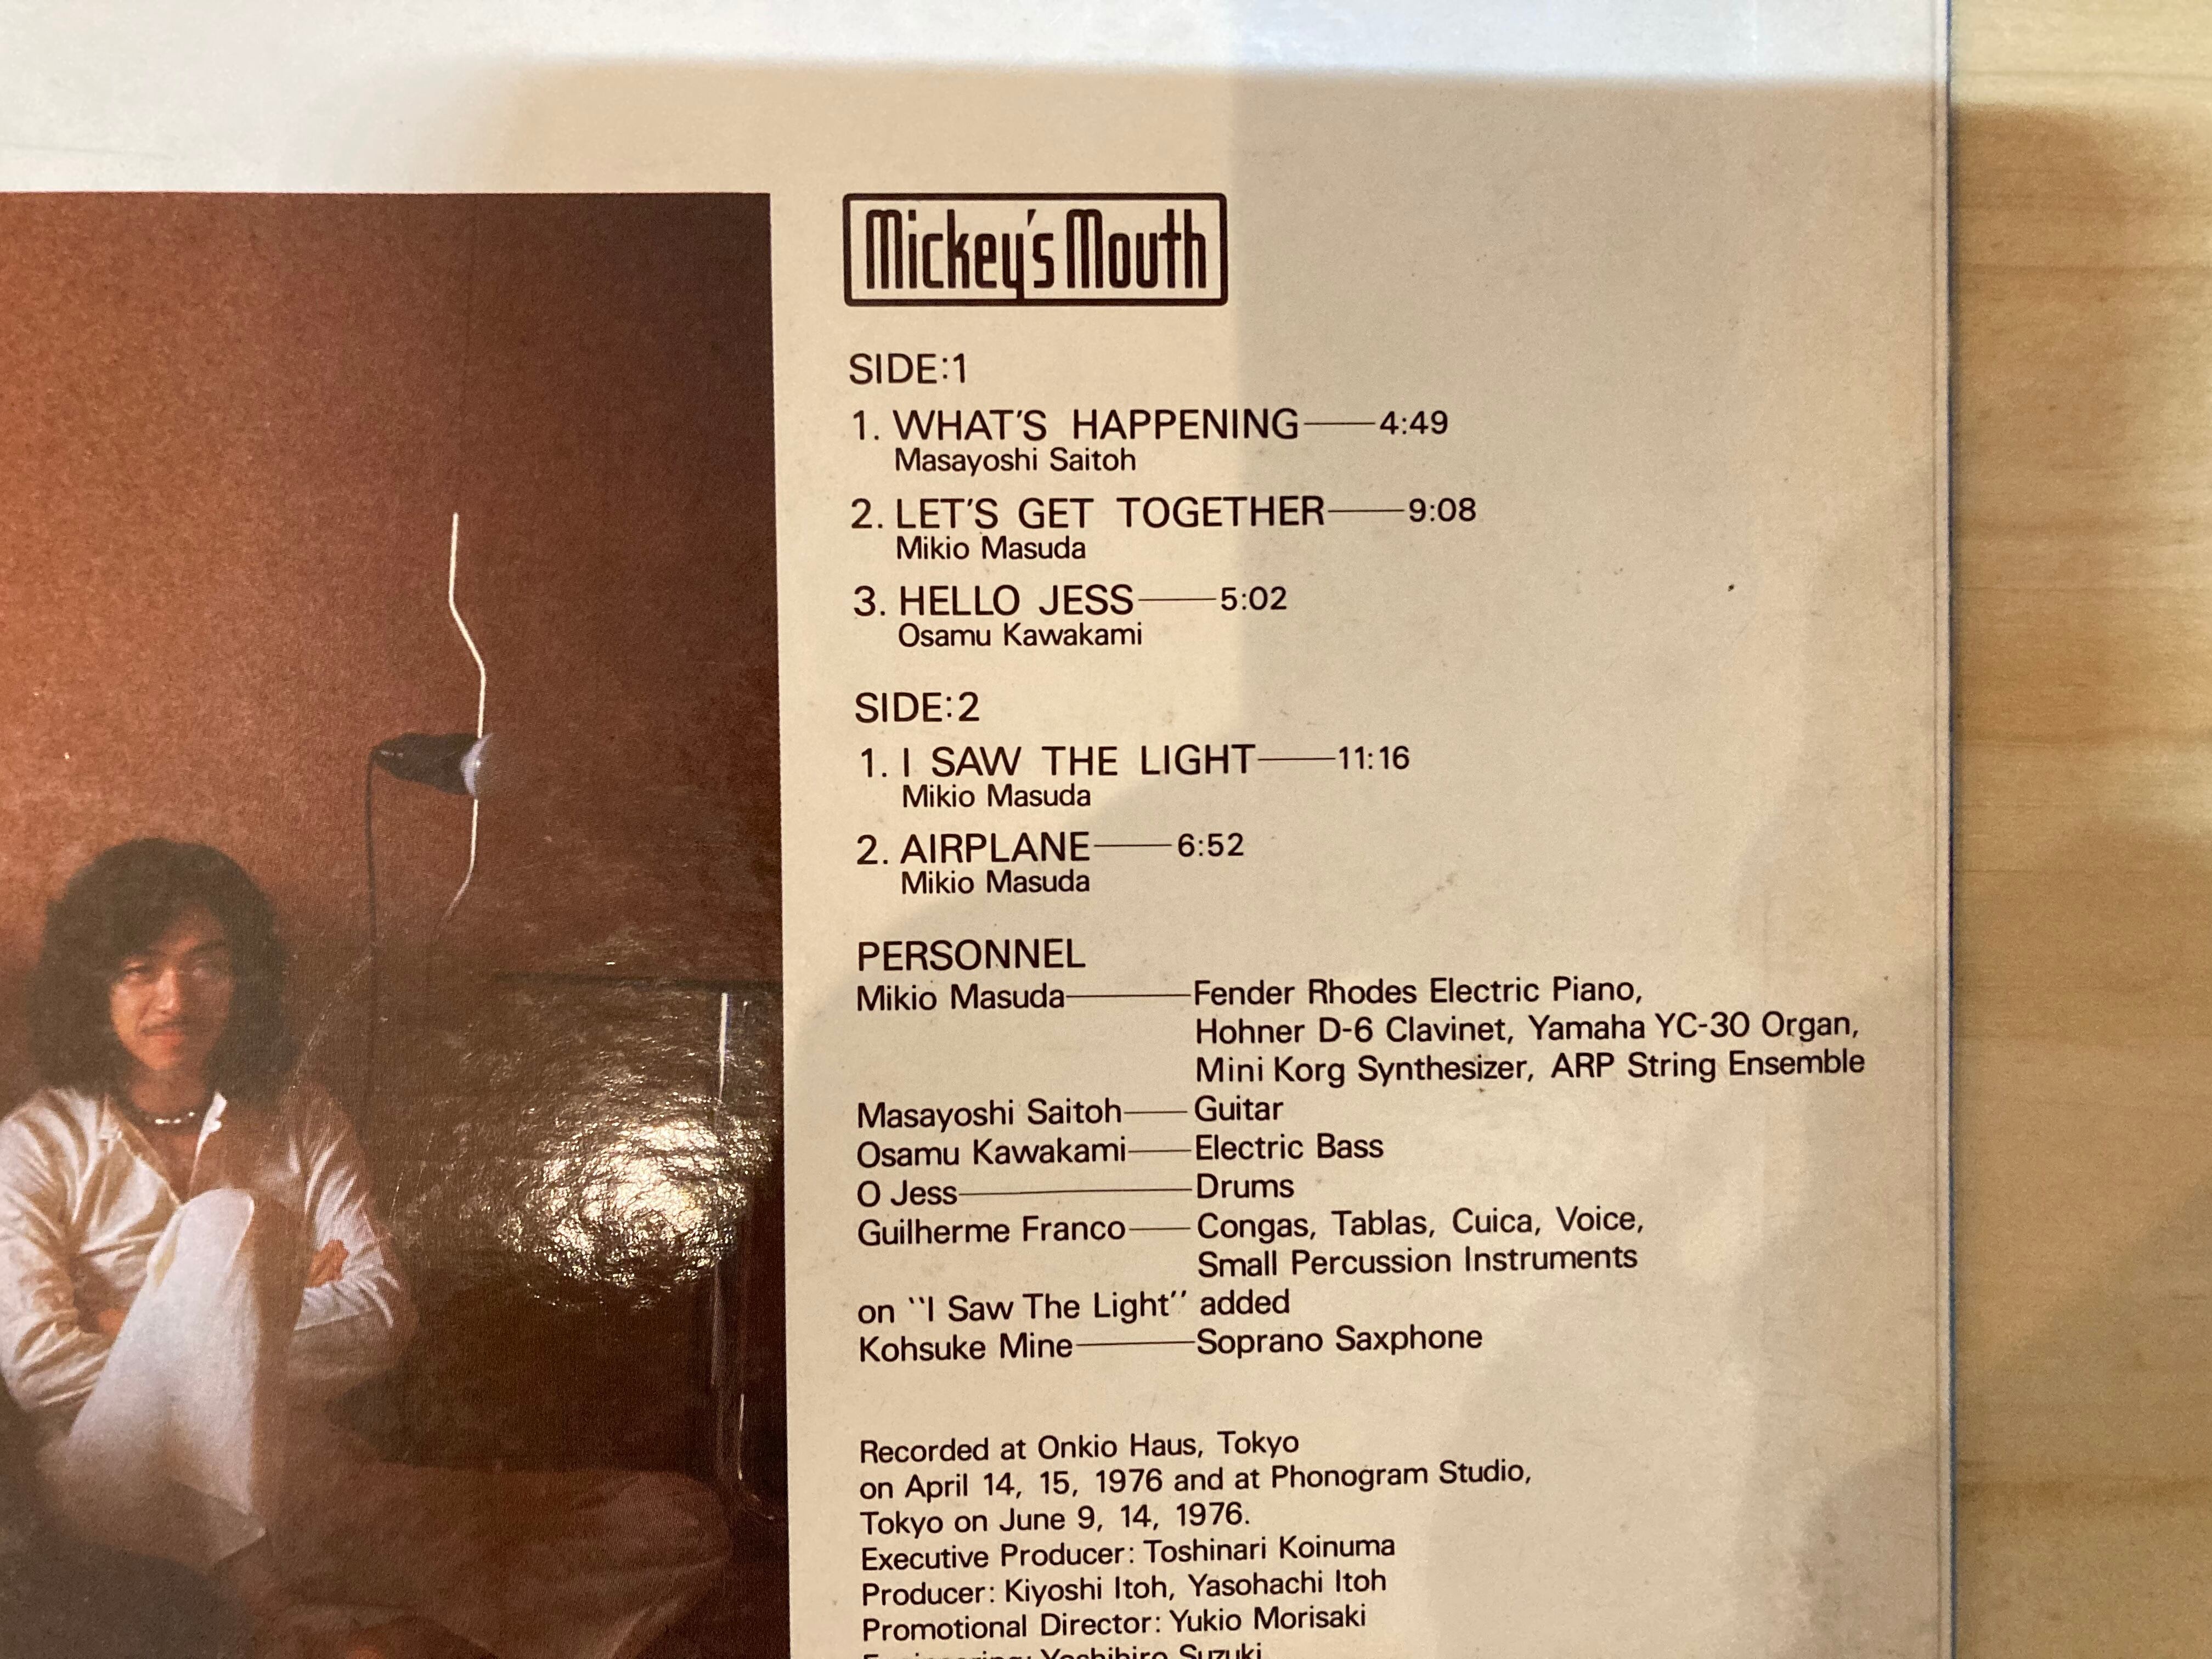 Mickey's Mouth
SIDE:1
1. WHAT'S HAPPENING——4:49
Masayoshi Saitoh
2. LET'S GET TOGETHER——9:08
Mikio Masuda
3. HELLO JESS——5:02
Osamu Kawakami
SIDE:2
1. I SAW THE LIGHT——11:16
Mikio Masuda
2. AIRPLANE——6:52
Mikio Masuda
PERSONNEL
Mikio Masuda——Fender Rhodes Electric Piano,
Hohner D-6 Clavinet, Yamaha YC-30 Organ,
Mini Korg Synthesizer, ARP String Ensemble
Masayoshi Saitoh——Guitar
Osamu Kawakami——Electric Bass
O Jess——Drums
Guilherme Franco——Congas, Tablas, Cuica, Voice,
Small Percussion Instruments
on "I Saw The Light" added
Kohsuke Mine——Soprano Saxphone
Recorded at Onkio Haus, Tokyo
on April 14, 15, 1976 and at Phonogram Studio,
Tokyo on June 9, 14, 1976.
Executive Producer: Toshinari Koinuma
Producer: Kiyoshi Itoh, Yasohachi Itoh
Promotional Director: Yukio Morisaki
Engineering: Yoshihiro Suzuki